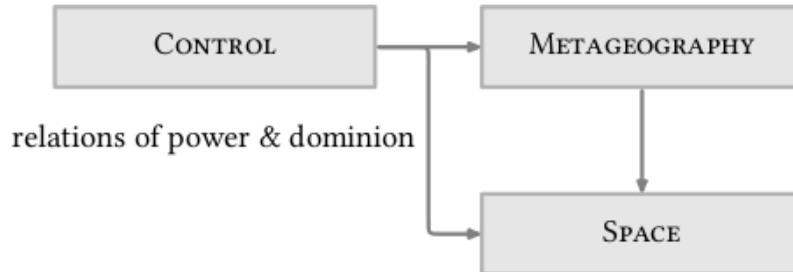 Control
Metageography
relations of power & dominion
Space